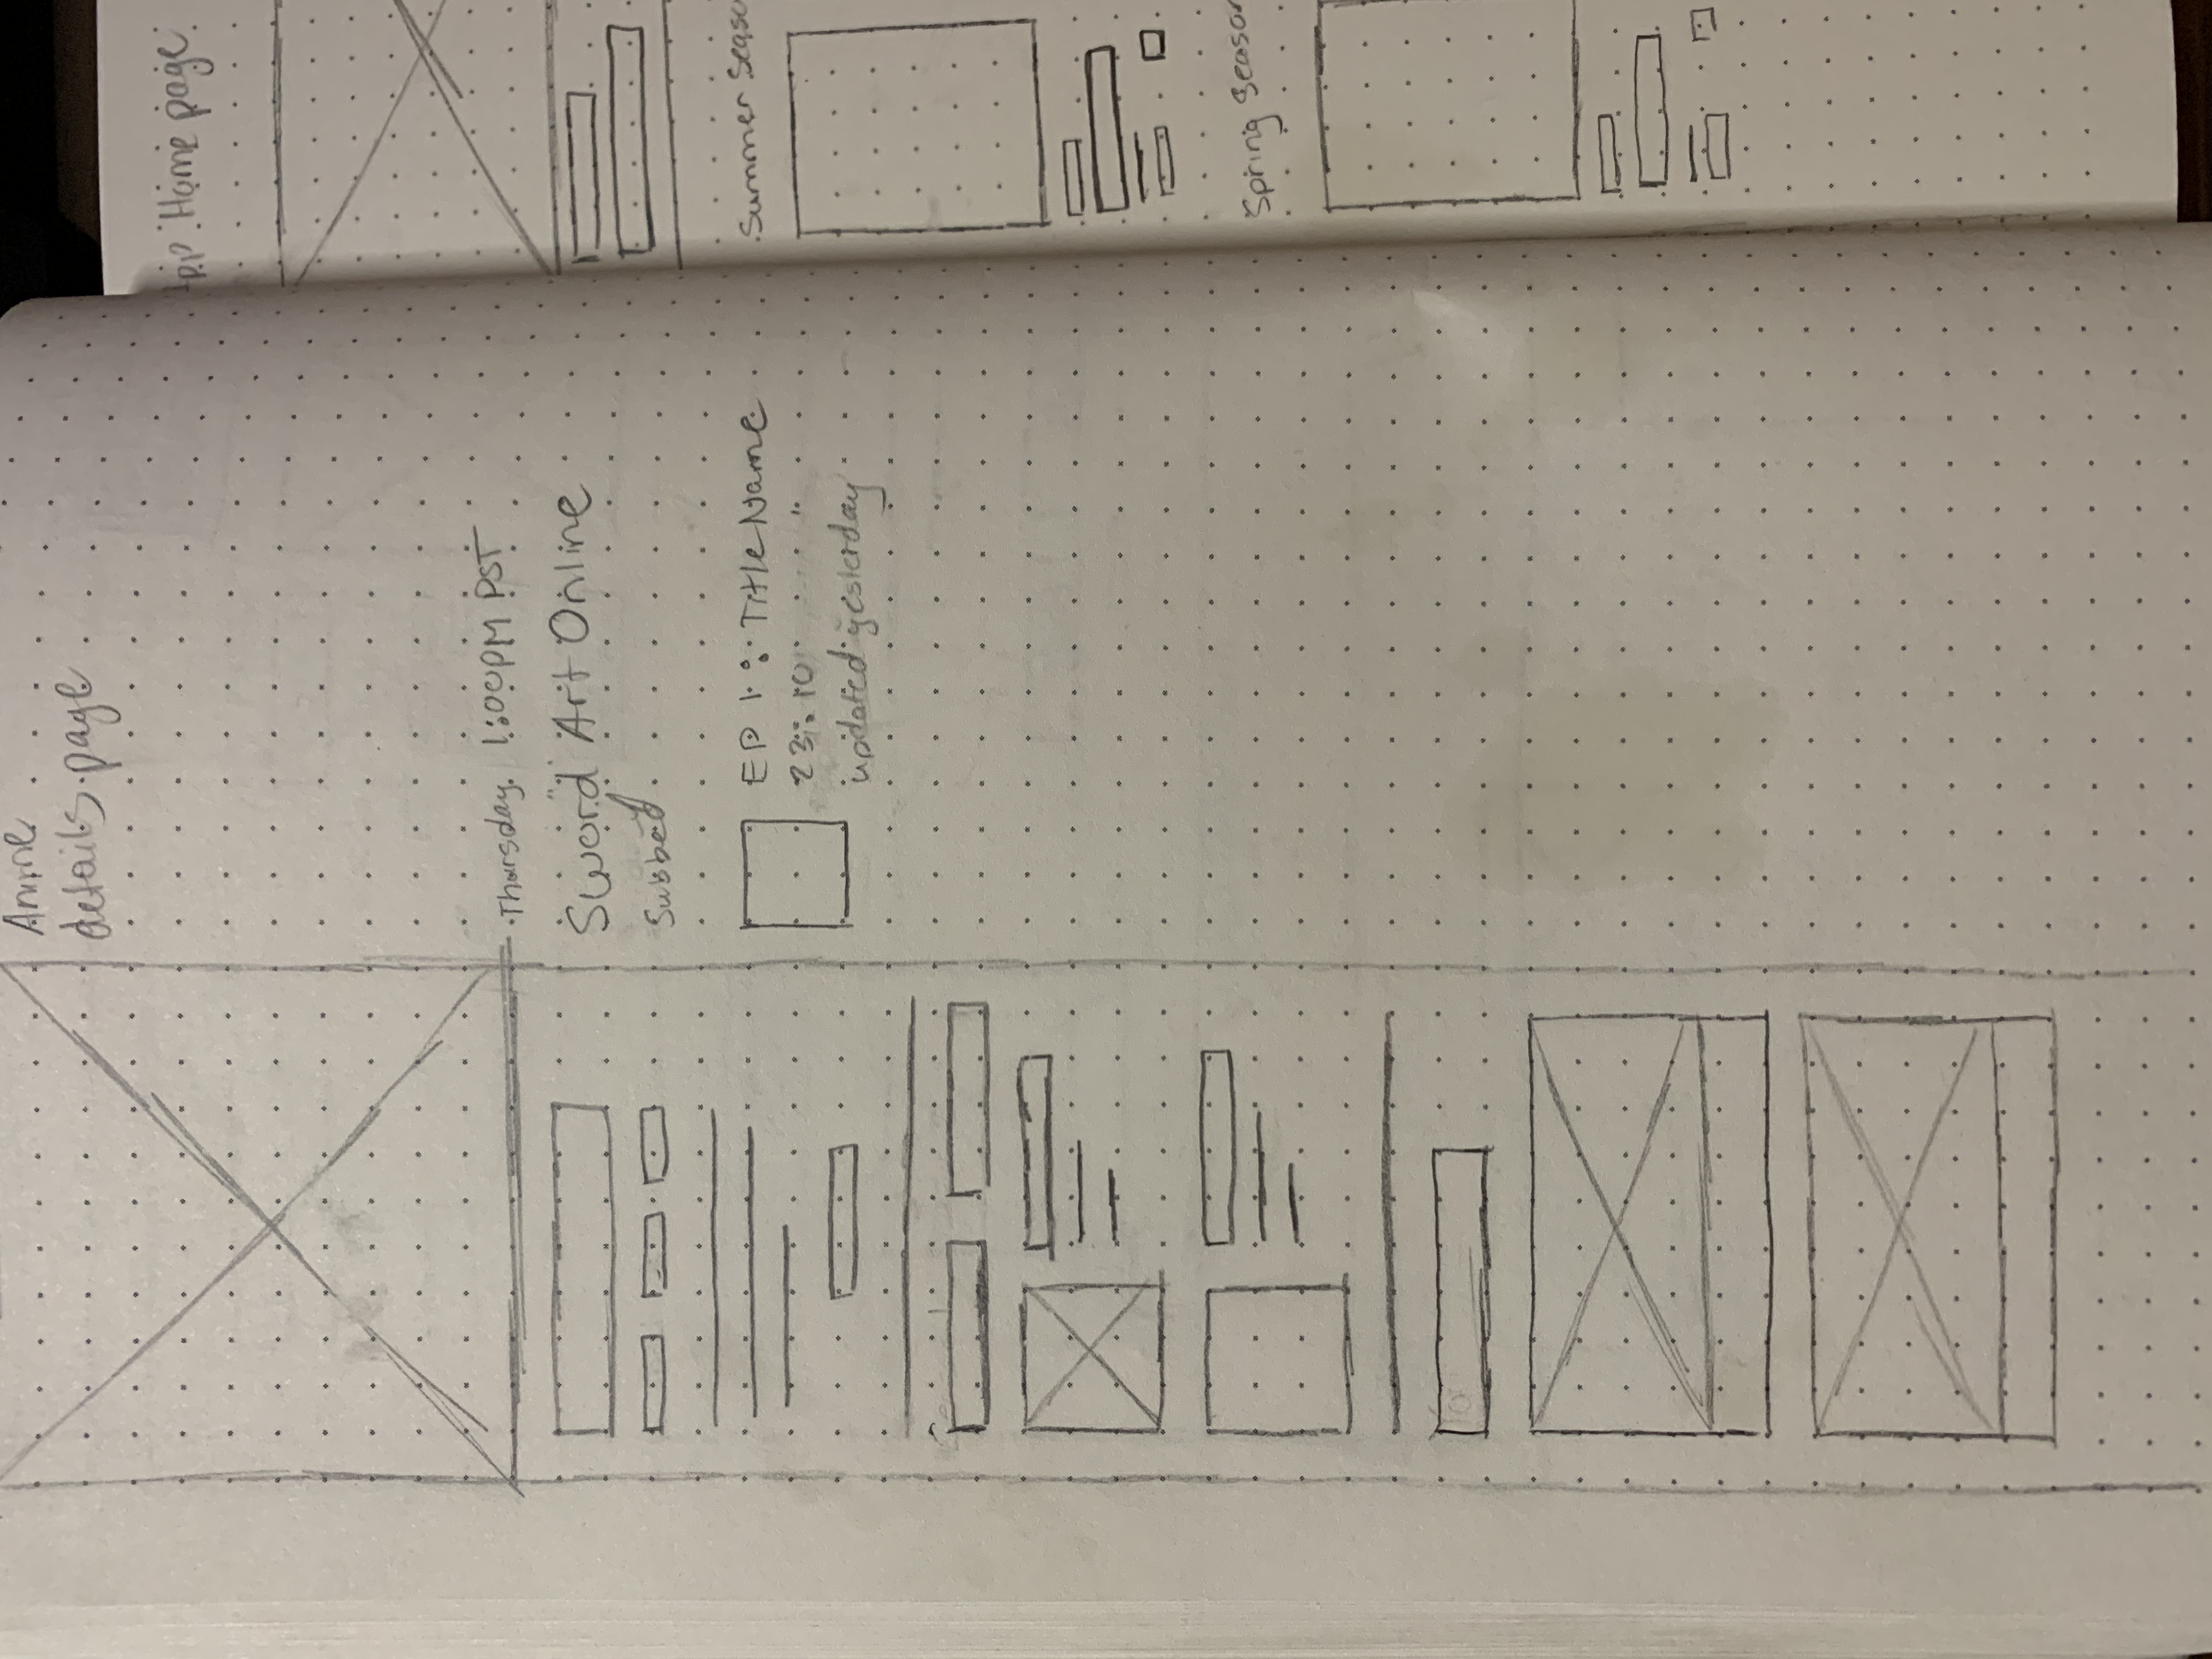 Anime
details page
Thursday 1:00PM PST
Sword Art Online
Subbed
EP 1: Title Name
23:10
updated yesterday
Home page
Summer Seaso
Spring Season